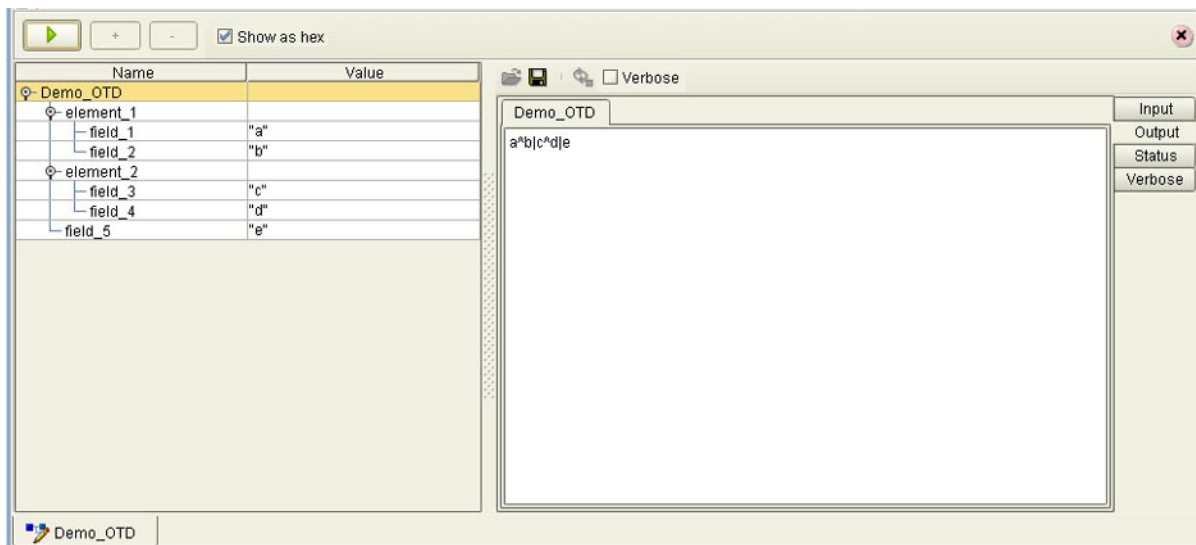 + - Show as hex
Name Value
Demo_OTD
element_1
field_1 "a"
field_2 "b"
element_2
field_3 "c"
field_4 "d"
field_5 "e"
Verbose
Demo_OTD
a^b|c^d|e
Input
Output
Status
Verbose
Demo_OTD